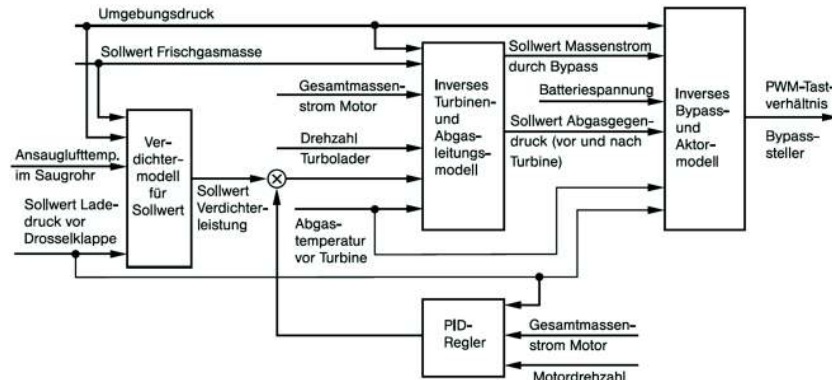 Umgebungsdruck
Sollwert Frischgasmasse
Gesamtmassen-
strom Motor
Drehzahl
Turbolader
Ansauglufttemp.
im Saugrohr
Sollwert Lade-
druck vor
Drosselklappe
Ver-
dichter-
modell
für
Sollwert
Sollwert
Verdichter-
leistung
Abgas-
temperatur
vor Turbine
Inverses
Turbinen-
und
Abgas-
leitungs-
modell
Sollwert Massenstrom
durch Bypass
Batteriespannung
Sollwert Abgasgegen-
druck (vor und nach
Turbine)
Inverses
Bypass-
und
Aktor-
modell
PWM-Tast-
verhältnis
Bypass-
steller
PID-
Regler
Gesamtmassen-
strom Motor
Motordrehzahl